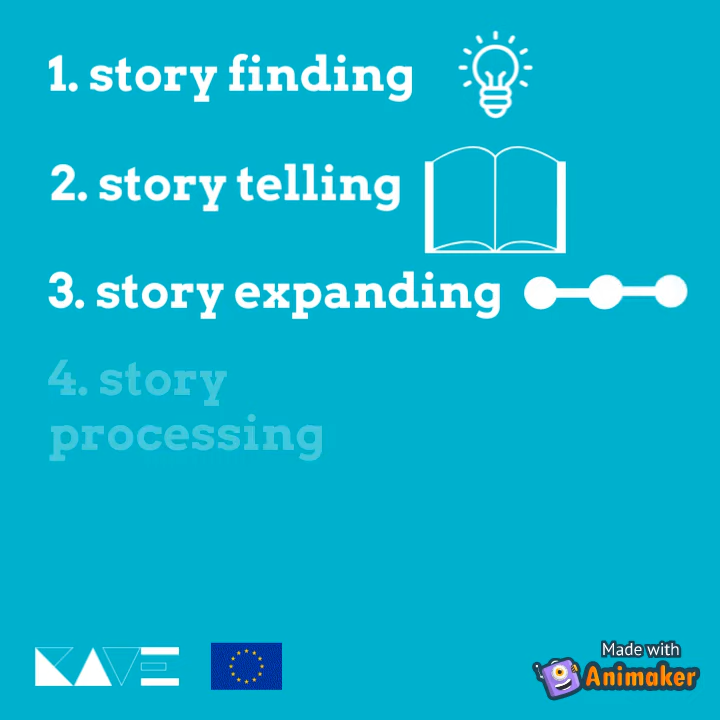 1. story finding
2. story telling
3. story expanding
4. story
processing
KAVE
Made with
Animaker